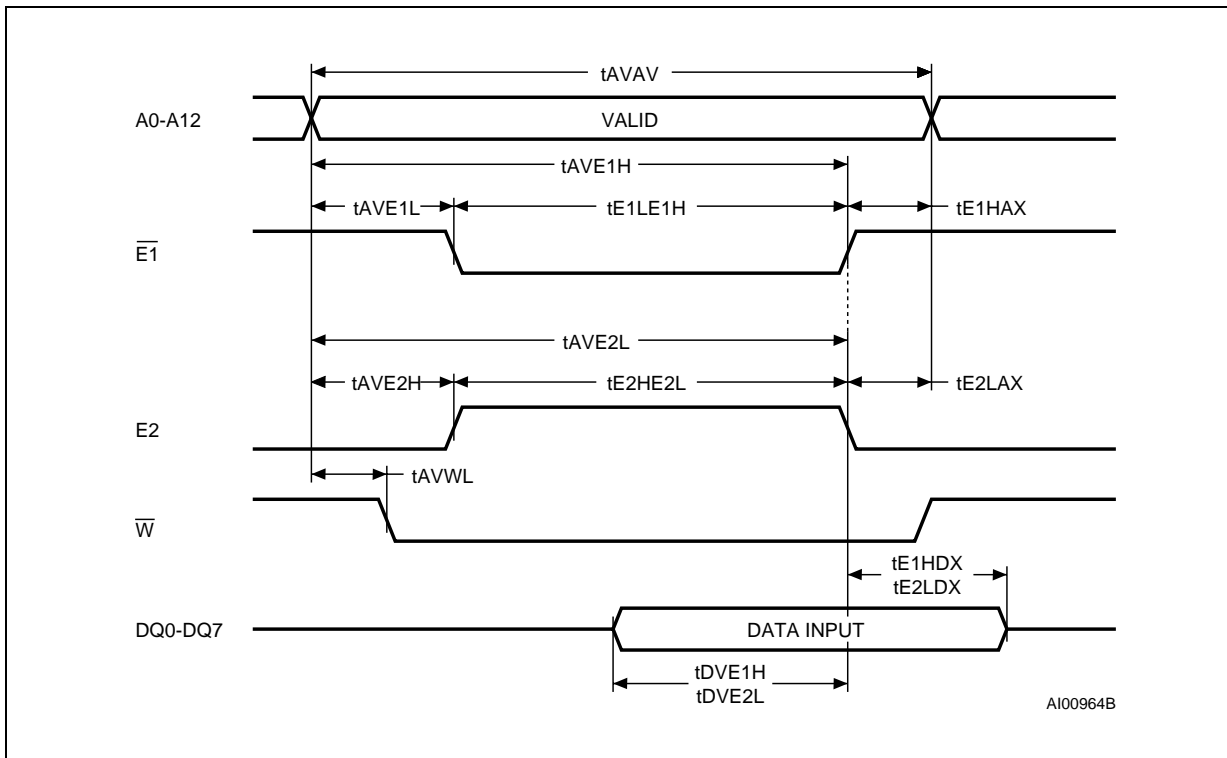 tAVAV
A0-A12
VALID
tAVE1H
tAVE1L
tE1LE1H
tE1HAX
E1
tAVE2L
tAVE2H
tE2HE2L
tE2LAX
E2
tAVWL
W
tE1HDX
tE2LDX
DQ0-DQ7
DATA INPUT
tDVE1H
tDVE2L
AI00964B